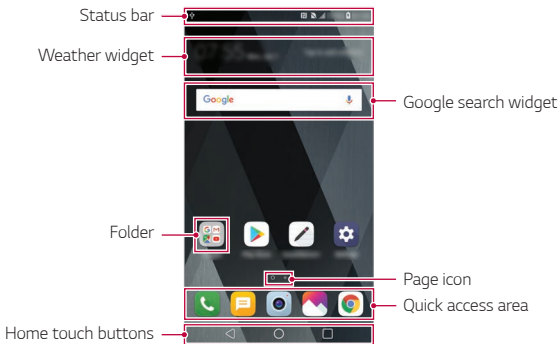 Status bar
Weather widget
Google
Google search widget
Folder
Page icon
Quick access area
Home touch buttons